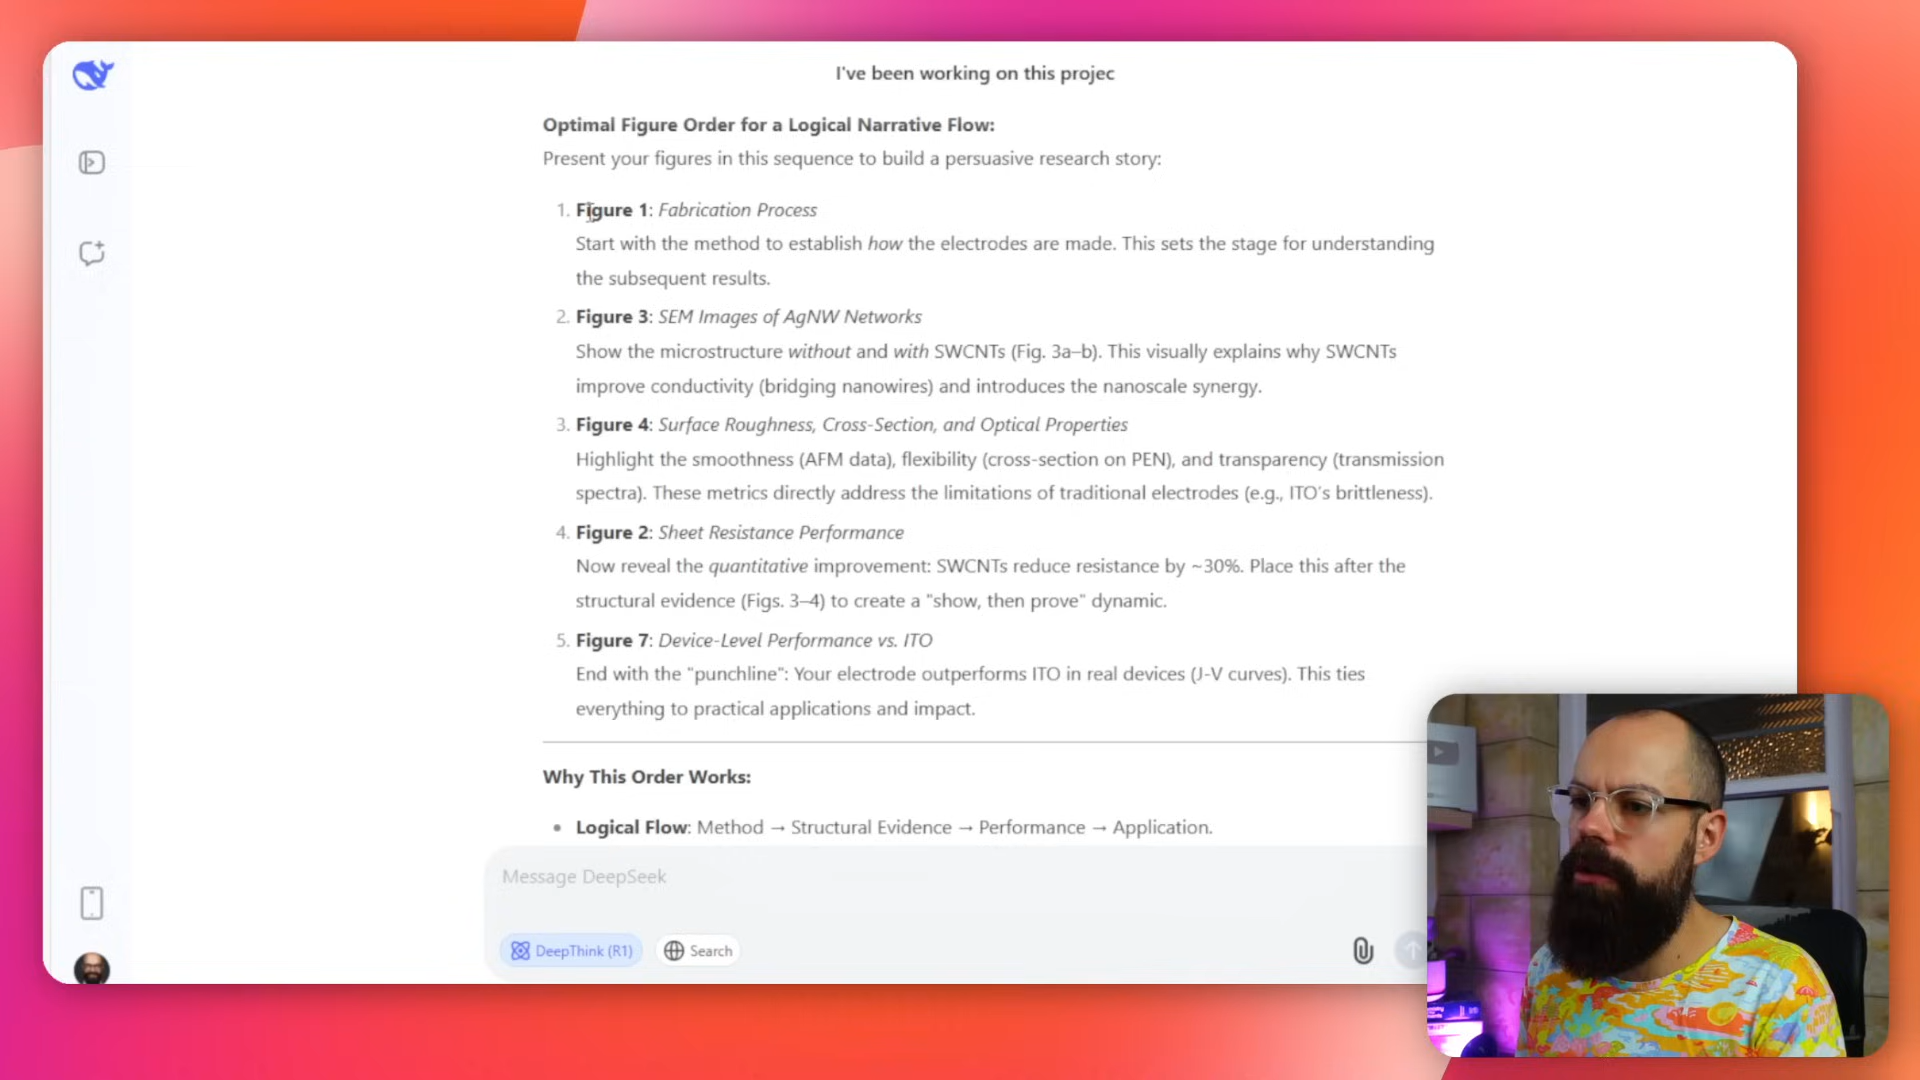 I've been working on this projec
Optimal Figure Order for a Logical Narrative Flow:
Present your figures in this sequence to build a persuasive research story:
1. Figure 1: Fabrication Process
Start with the method to establish how the electrodes are made. This sets the stage for understanding
the subsequent results.
2. Figure 3: SEM Images of AgNW Networks
Show the microstructure without and with SWCNTs (Fig. 3a–b). This visually explains why SWCNTs
improve conductivity (bridging nanowires) and introduces the nanoscale synergy.
3. Figure 4: Surface Roughness, Cross-Section, and Optical Properties
Highlight the smoothness (AFM data), flexibility (cross-section on PEN), and transparency (transmission
spectra). These metrics directly address the limitations of traditional electrodes (e.g., ITO's brittleness).
4. Figure 2: Sheet Resistance Performance
Now reveal the quantitative improvement: SWCNTs reduce resistance by ~30%. Place this after the
structural evidence (Figs. 3–4) to create a "show, then prove" dynamic.
5. Figure 7: Device-Level Performance vs. ITO
End with the "punchline": Your electrode outperforms ITO in real devices (J-V curves). This ties
everything to practical applications and impact.
Why This Order Works:
• Logical Flow: Method → Structural Evidence → Performance → Application.
Message DeepSeek
DeepThink (R1)
Search